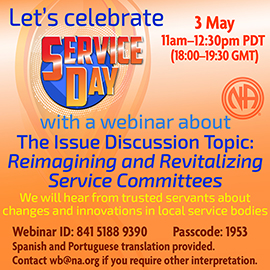 Let's celebrate
3 May
11am–12:30pm PDT
(18:00–19:30 GMT)
SERVICE
DAY
NA
with a webinar about
The Issue Discussion Topic:
Reimagining and Revitalizing
Service Committees
We will hear from trusted servants about
changes and innovations in local service bodies
Webinar ID: 841 5188 9390 Passcode: 1953
Spanish and Portuguese translation provided.
Contact wb@na.org if you require other interpretation.